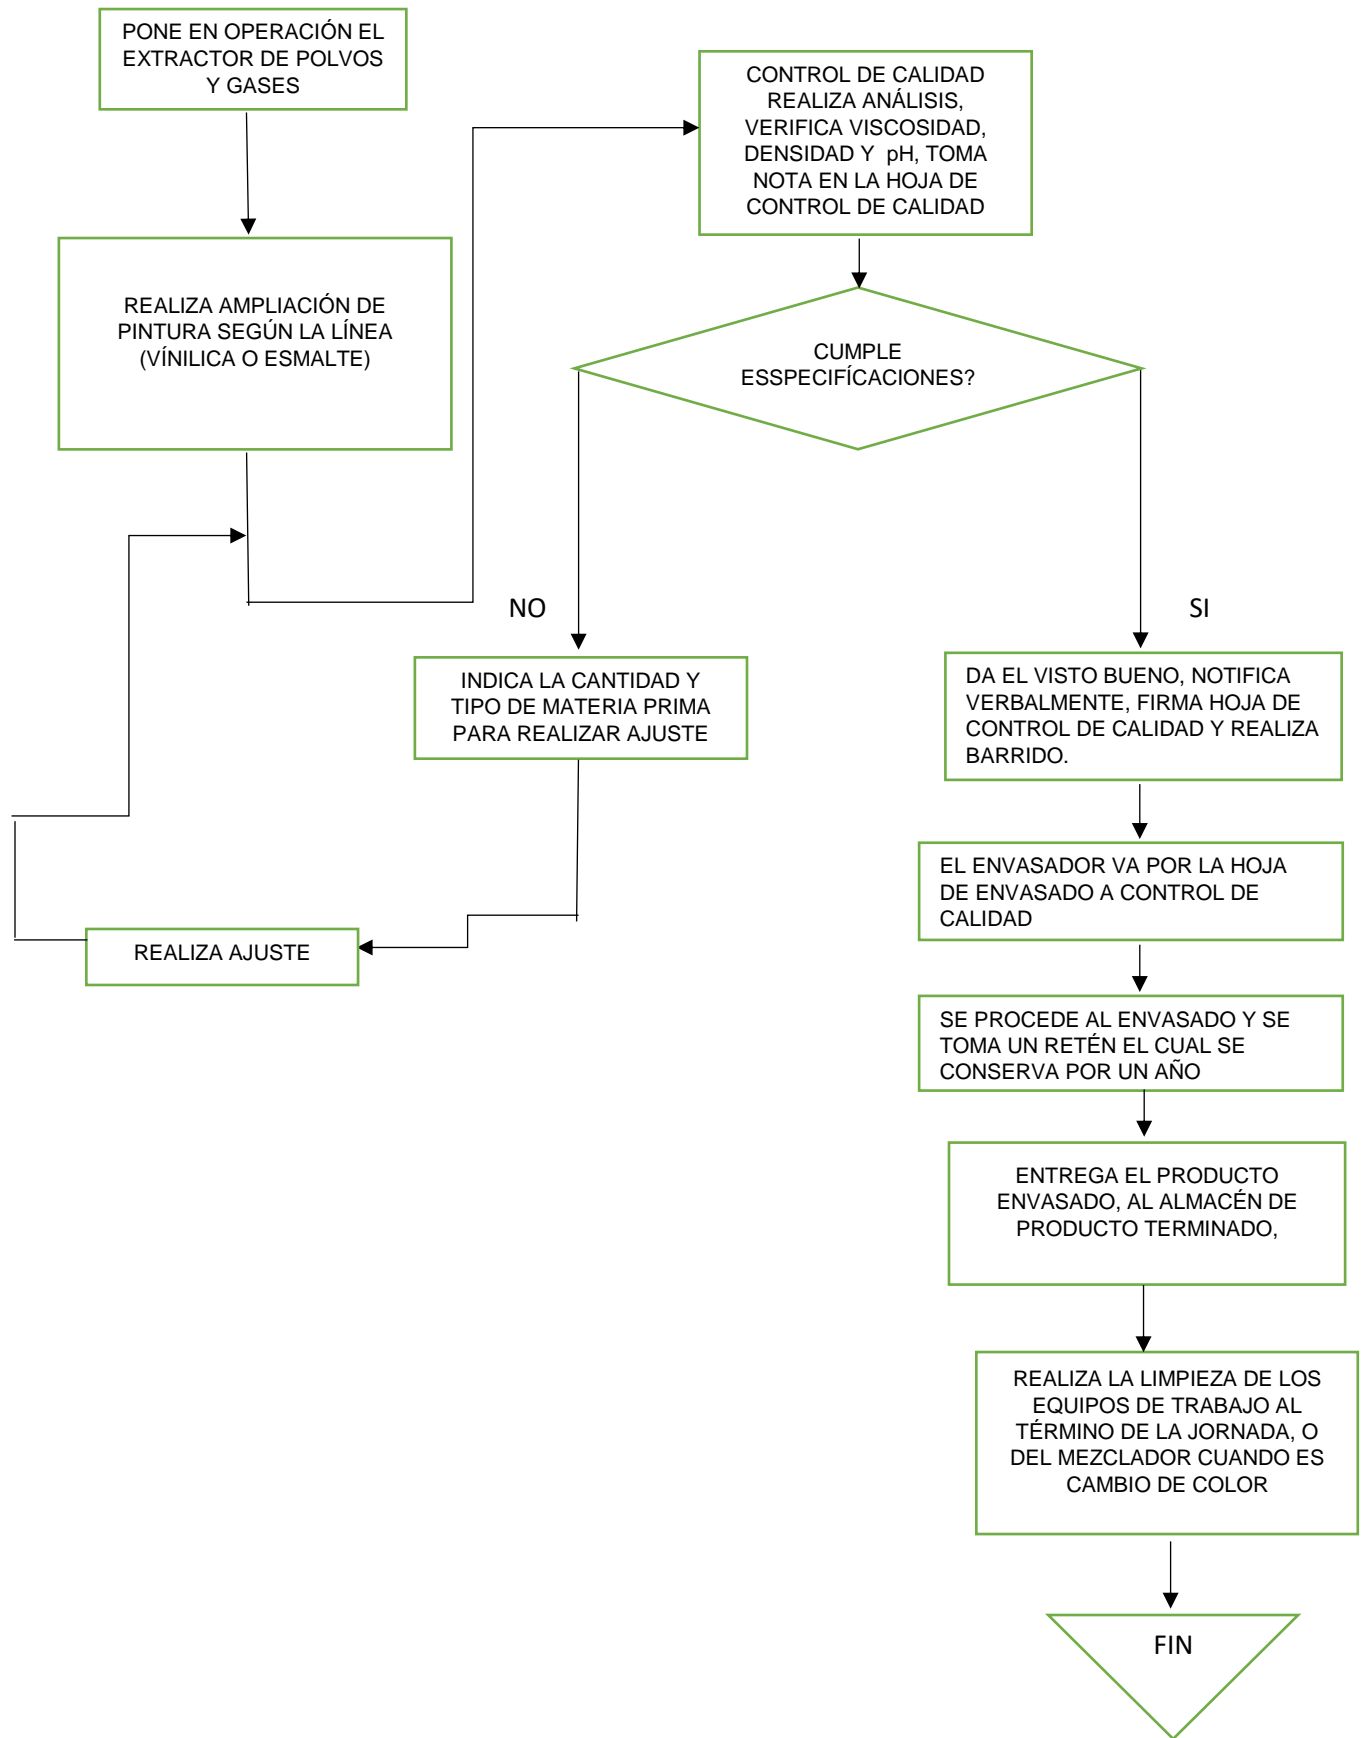 PONE EN OPERACIÓN EL
EXTRACTOR DE POLVOS
Y GASES
REALIZA AMPLIACIÓN DE
PINTURA SEGÚN LA LÍNEA
(VÍNILICA O ESMALTE)
CONTROL DE CALIDAD
REALIZA ANÁLISIS,
VERIFICA VISCOSIDAD,
DENSIDAD Y pH, TOMA
NOTA EN LA HOJA DE
CONTROL DE CALIDAD
CUMPLE
ESSPECIFÍCACIONES?
NO
INDICA LA CANTIDAD Y
TIPO DE MATERIA PRIMA
PARA REALIZAR AJUSTE
REALIZA AJUSTE
SI
DA EL VISTO BUENO, NOTIFICA
VERBALMENTE, FIRMA HOJA DE
CONTROL DE CALIDAD Y REALIZA
BARRIDO.
EL ENVASADOR VA POR LA HOJA
DE ENVASADO A CONTROL DE
CALIDAD
SE PROCEDE AL ENVASADO Y SE
TOMA UN RETÉN EL CUAL SE
CONSERVA POR UN AÑO
ENTREGA EL PRODUCTO
ENVASADO, AL ALMACÉN DE
PRODUCTO TERMINADO,
REALIZA LA LIMPIEZA DE LOS
EQUIPOS DE TRABAJO AL
TÉRMINO DE LA JORNADA, O
DEL MEZCLADOR CUANDO ES
CAMBIO DE COLOR
FIN